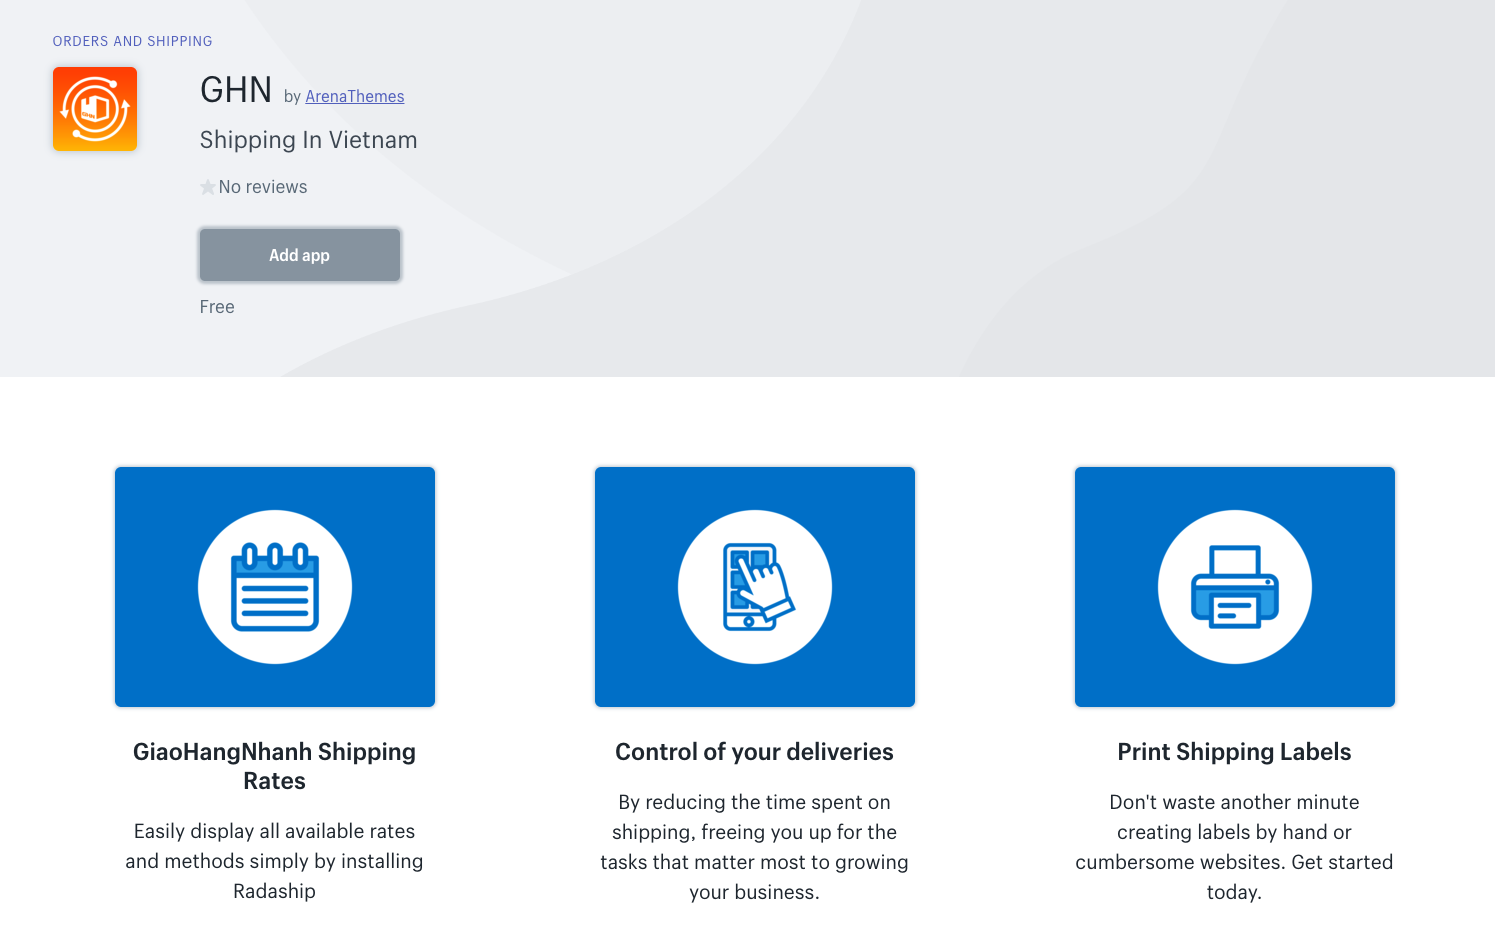 ORDERS AND SHIPPING
GHN by ArenaThemes
Shipping In Vietnam
No reviews
Add app
Free
GiaoHangNhanh Shipping
Rates
Easily display all available rates
and methods simply by installing
Radaship
Control of your deliveries
By reducing the time spent on
shipping, freeing you up for the
tasks that matter most to growing
your business.
Print Shipping Labels
Don't waste another minute
creating labels by hand or
cumbersome websites. Get started
today.